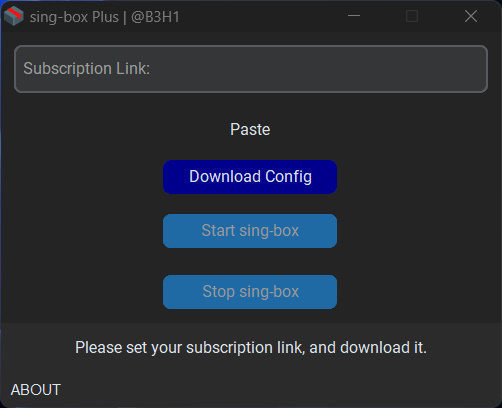 sing-box Plus | @B3H1
Subscription Link:
Paste
Download Config
Start sing-box
Stop sing-box
Please set your subscription link, and download it.
ABOUT